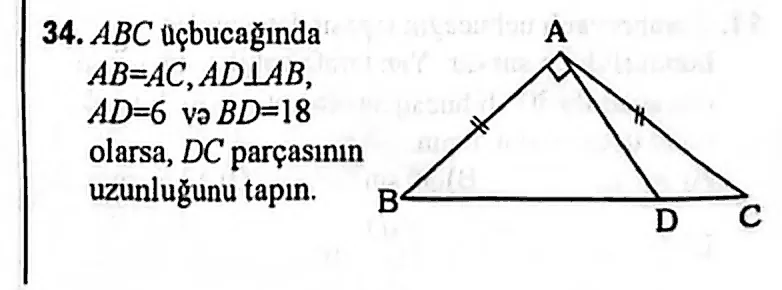 34. ABC üçbucağında
AB=AC, AD⊥AB,
AD=6 və BD=18
olarsa, DC parçasının
uzunluğunu tapın.
A
B
D
C